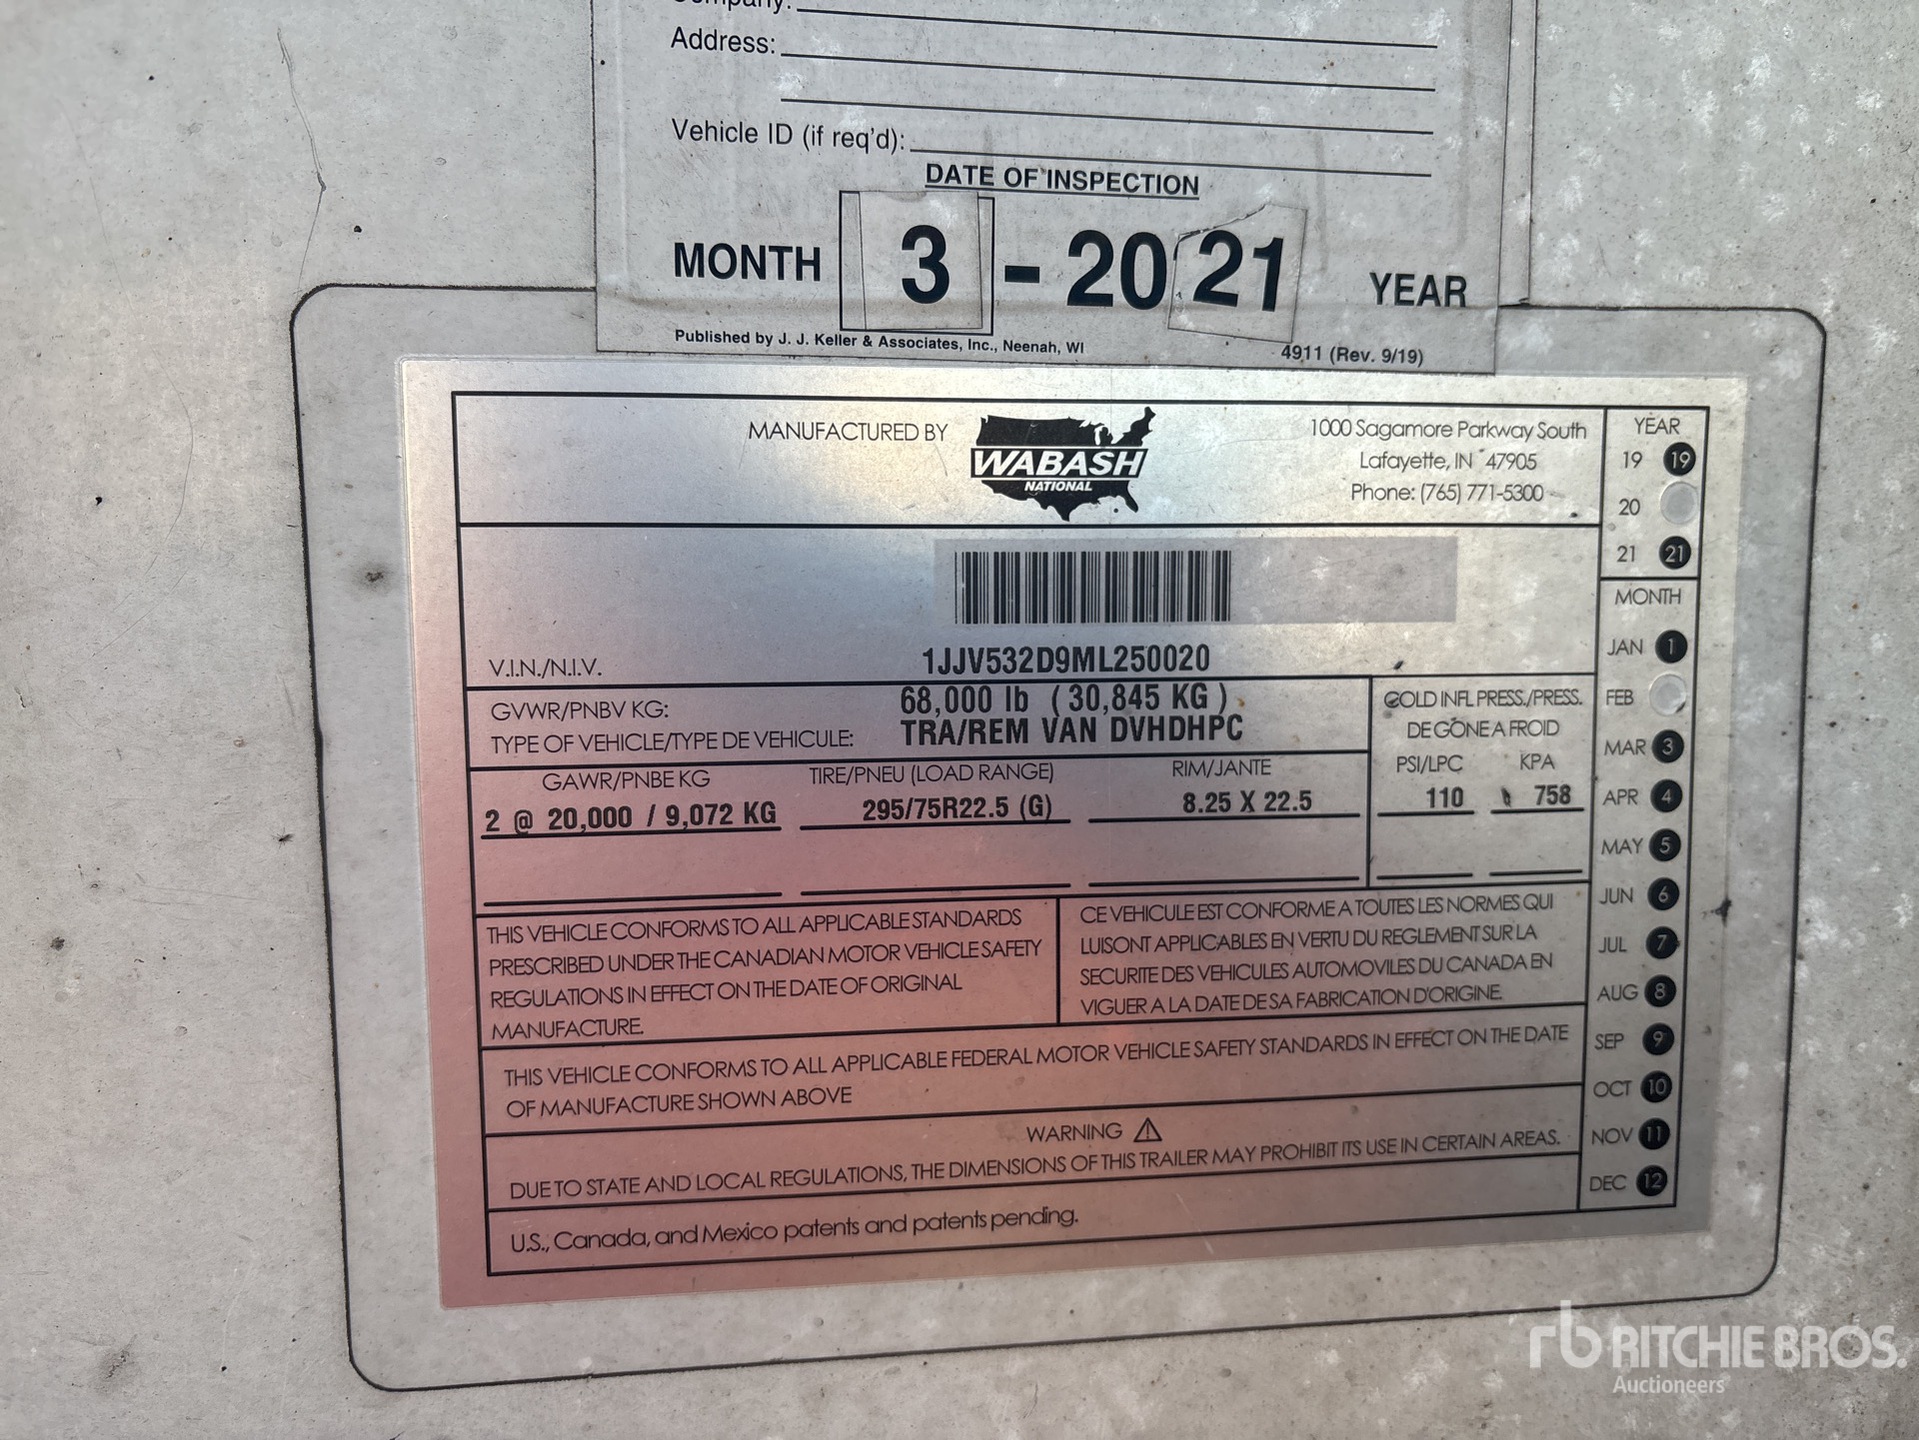 Company:
Address:
Vehicle ID (if req'd):
DATE OF INSPECTION
MONTH 3 - 2021 YEAR
Published by J. J. Keller & Associates, Inc., Neenah, WI
4911 (Rev. 9/19)
MANUFACTURED BY
WABASH
NATIONAL
1000 Sagamore Parkway South
Lafayette, IN 47905
Phone: (765) 771-5300
YEAR
19 19
20
21 21
V.I.N./N.I.V.
1JJV532D9ML250020
GVWR/PNBV KG: 68,000 lb ( 30,845 KG )
TYPE OF VEHICLE/TYPE DE VEHICULE: TRA/REM VAN DVHDHPC
COLD INFL PRESS./PRESS.
DE GONE A FROID
PSI/LPC KPA
GAWR/PNBE KG TIRE/PNEU (LOAD RANGE) RIM/JANTE
2 @ 20,000 / 9,072 KG 295/75R22.5 (G) 8.25 X 22.5 110 758
MONTH
JAN 1
FEB
MAR 3
APR 4
MAY 5
JUN 6
JUL 7
AUG 8
SEP 9
OCT 10
NOV 11
DEC 12
THIS VEHICLE CONFORMS TO ALL APPLICABLE STANDARDS
PRESCRIBED UNDER THE CANADIAN MOTOR VEHICLE SAFETY
REGULATIONS IN EFFECT ON THE DATE OF ORIGINAL
MANUFACTURE.
CE VEHICULE EST CONFORME A TOUTES LES NORMES QUI
LUISONT APPLICABLES EN VERTU DU REGLEMENT SUR LA
SECURITE DES VEHICULES AUTOMOVILES DU CANADA EN
VIGUER A LA DATE DE SA FABRICATION D'ORIGINE.
THIS VEHICLE CONFORMS TO ALL APPLICABLE FEDERAL MOTOR VEHICLE SAFETY STANDARDS IN EFFECT ON THE DATE
OF MANUFACTURE SHOWN ABOVE
WARNING
DUE TO STATE AND LOCAL REGULATIONS, THE DIMENSIONS OF THIS TRAILER MAY PROHIBIT ITS USE IN CERTAIN AREAS.
U.S., Canada, and Mexico patents and patents pending.
rb RITCHIE BROS.
Auctioneers